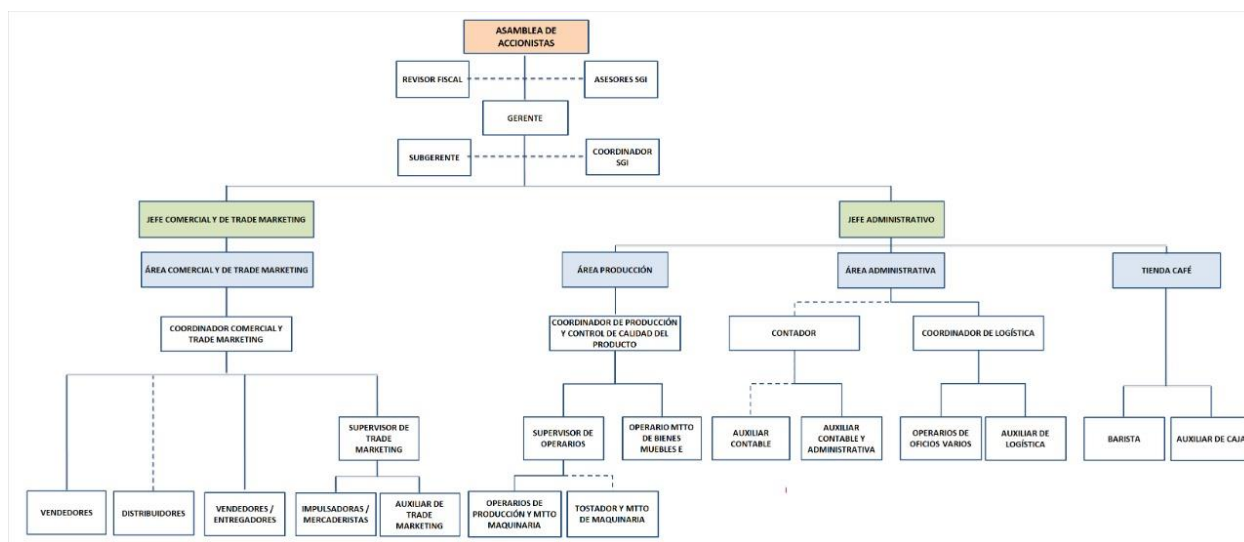 ASAMBLEA DE
ACCIONISTAS
REVISOR FISCAL
ASESORES SGI
GERENTE
SUBGERENTE
COORDINADOR
SGI
JEFE COMERCIAL Y DE TRADE MARKETING
JEFE ADMINISTRATIVO
ÁREA COMERCIAL Y DE TRADE MARKETING
ÁREA PRODUCCIÓN
ÁREA ADMINISTRATIVA
TIENDA CAFÉ
COORDINADOR COMERCIAL Y
TRADE MARKETING
COORDINADOR DE PRODUCCIÓN
Y CONTROL DE CALIDAD DEL
PRODUCTO
CONTADOR
COORDINADOR DE LOGÍSTICA
SUPERVISOR DE
TRADE
MARKETING
SUPERVISOR DE
OPERARIOS
OPERARIO MTTO
DE BIENES
MUEBLES E
AUXILIAR
CONTABLE
AUXILIAR
CONTABLE Y
ADMINISTRATIVA
OPERARIOS DE
OFICIOS VARIOS
AUXILIAR DE
LOGÍSTICA
BARISTA
AUXILIAR DE CAJA
VENDEDORES
DISTRIBUIDORES
VENDEDORES /
ENTREGADORES
IMPULSADORAS /
MERCADERISTAS
AUXILIAR DE
TRADE
MARKETING
OPERARIOS DE
PRODUCCIÓN Y MTTO
MAQUINARIA
TOSTADOR Y MTTO
DE MAQUINARIA